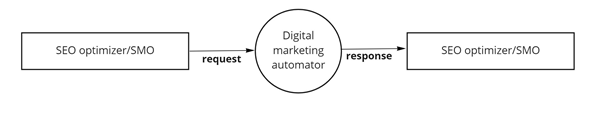 SEO optimizer/SMO
request
Digital
marketing
automator
response
SEO optimizer/SMO